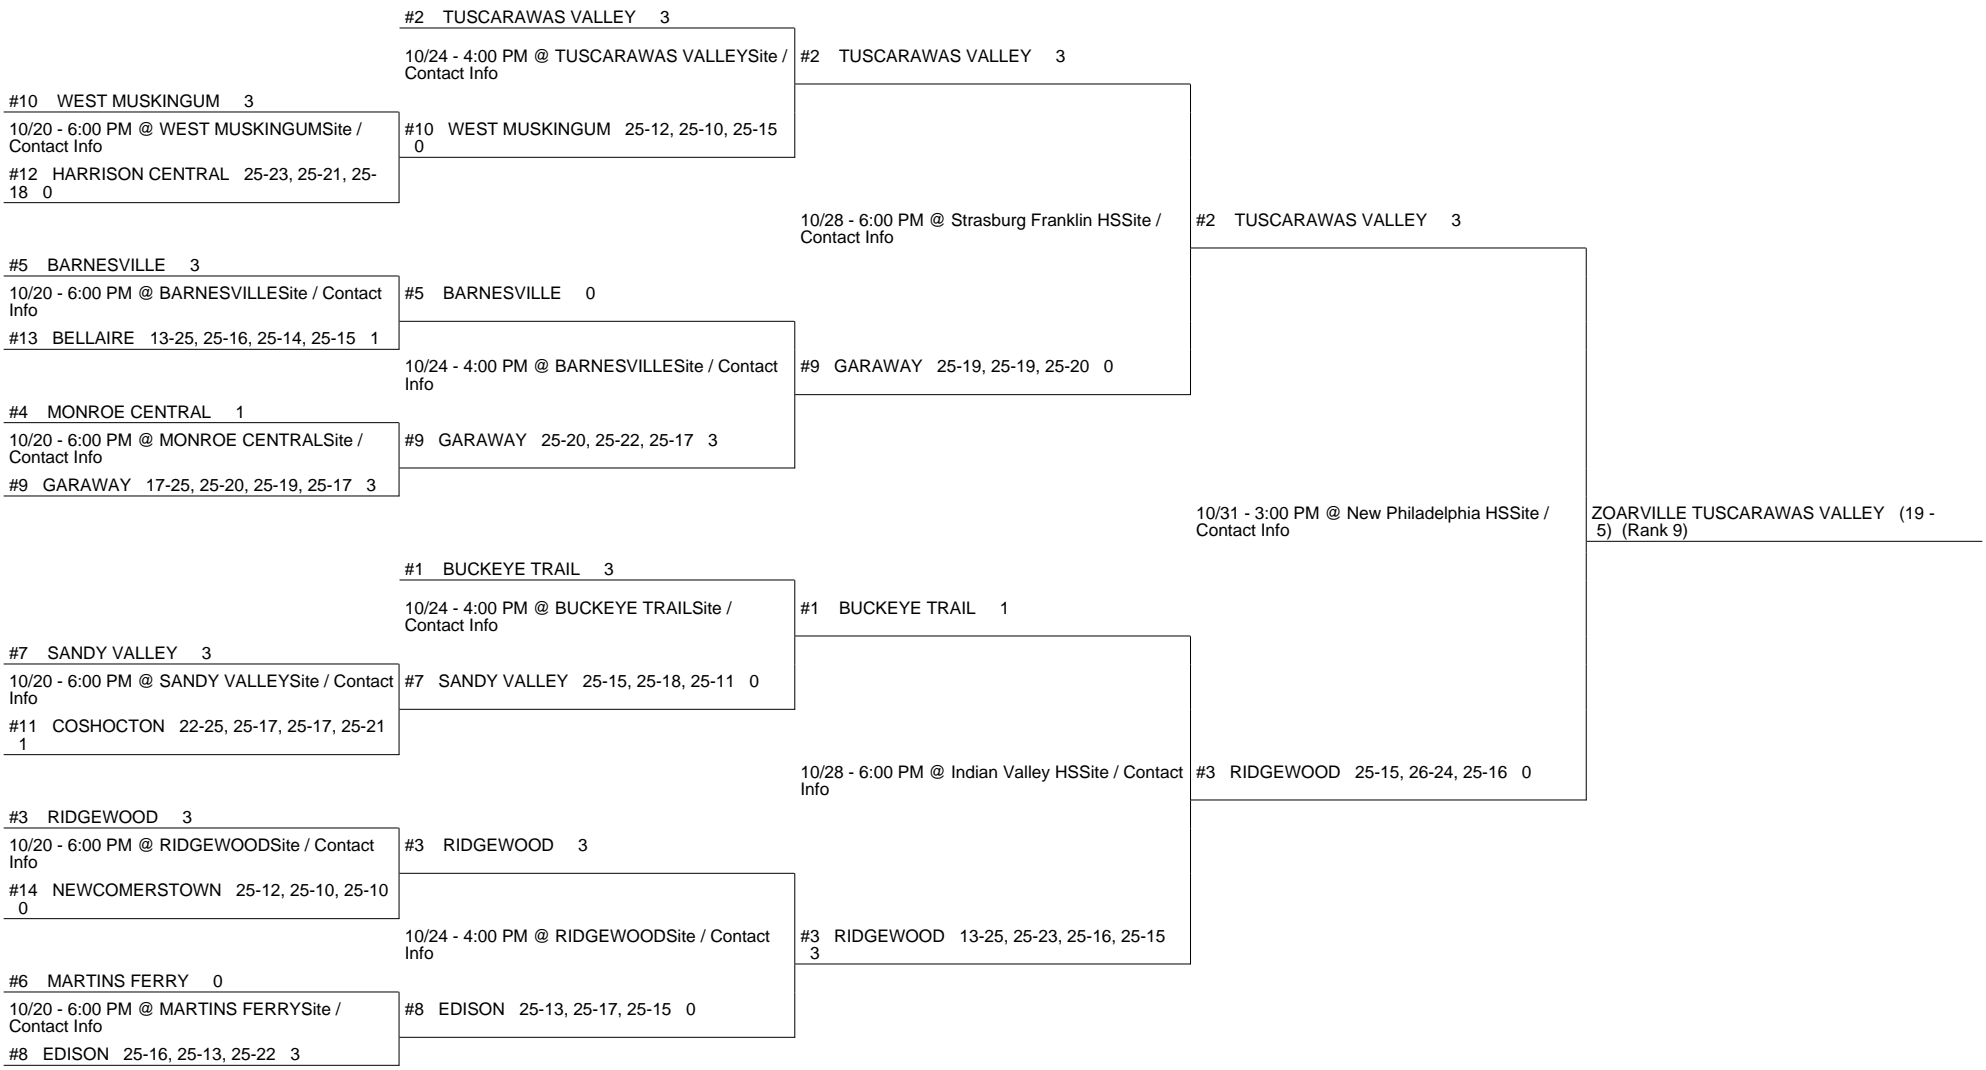 #2 TUSCARAWAS VALLEY 3
10/24 - 4:00 PM @ TUSCARAWAS VALLEYSite /
Contact Info
#2 TUSCARAWAS VALLEY 3
#10 WEST MUSKINGUM 3
10/20 - 6:00 PM @ WEST MUSKINGUMSite /
Contact Info
#10 WEST MUSKINGUM 25-12, 25-10, 25-15
0
#12 HARRISON CENTRAL 25-23, 25-21, 25-
18 0
10/28 - 6:00 PM @ Strasburg Franklin HSSite /
Contact Info
#2 TUSCARAWAS VALLEY 3
#5 BARNESVILLE 3
10/20 - 6:00 PM @ BARNESVILLESite / Contact
Info
#5 BARNESVILLE 0
#13 BELLAIRE 13-25, 25-16, 25-14, 25-15 1
10/24 - 4:00 PM @ BARNESVILLESite / Contact
Info
#9 GARAWAY 25-19, 25-19, 25-20 0
#4 MONROE CENTRAL 1
10/20 - 6:00 PM @ MONROE CENTRALSite /
Contact Info
#9 GARAWAY 25-20, 25-22, 25-17 3
#9 GARAWAY 17-25, 25-20, 25-19, 25-17 3
10/31 - 3:00 PM @ New Philadelphia HSSite /
Contact Info
ZOARVILLE TUSCARAWAS VALLEY (19 -
5) (Rank 9)
#1 BUCKEYE TRAIL 3
10/24 - 4:00 PM @ BUCKEYE TRAILSite /
Contact Info
#1 BUCKEYE TRAIL 1
#7 SANDY VALLEY 3
10/20 - 6:00 PM @ SANDY VALLEYSite / Contact
Info
#7 SANDY VALLEY 25-15, 25-18, 25-11 0
#11 COSHOCTON 22-25, 25-17, 25-17, 25-21
1
10/28 - 6:00 PM @ Indian Valley HSSite / Contact
Info
#3 RIDGEWOOD 25-15, 26-24, 25-16 0
#3 RIDGEWOOD 3
10/20 - 6:00 PM @ RIDGEWOODSite / Contact
Info
#3 RIDGEWOOD 3
#14 NEWCOMERSTOWN 25-12, 25-10, 25-10
0
10/24 - 4:00 PM @ RIDGEWOODSite / Contact
Info
#3 RIDGEWOOD 13-25, 25-23, 25-16, 25-15
3
#6 MARTINS FERRY 0
10/20 - 6:00 PM @ MARTINS FERRYSite /
Contact Info
#8 EDISON 25-13, 25-17, 25-15 0
#8 EDISON 25-16, 25-13, 25-22 3